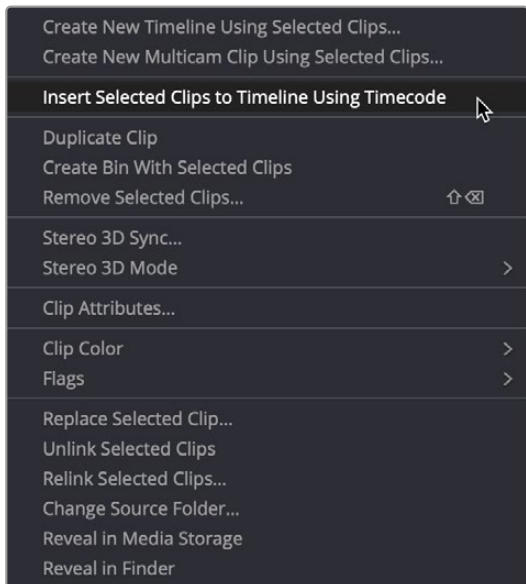 Create New Timeline Using Selected Clips...
Create New Multicam Clip Using Selected Clips...
Insert Selected Clips to Timeline Using Timecode
Duplicate Clip
Create Bin With Selected Clips
Remove Selected Clips... ⇧⌫
Stereo 3D Sync...
Stereo 3D Mode
Clip Attributes...
Clip Color
Flags
Replace Selected Clip...
Unlink Selected Clips
Relink Selected Clips...
Change Source Folder...
Reveal in Media Storage
Reveal in Finder